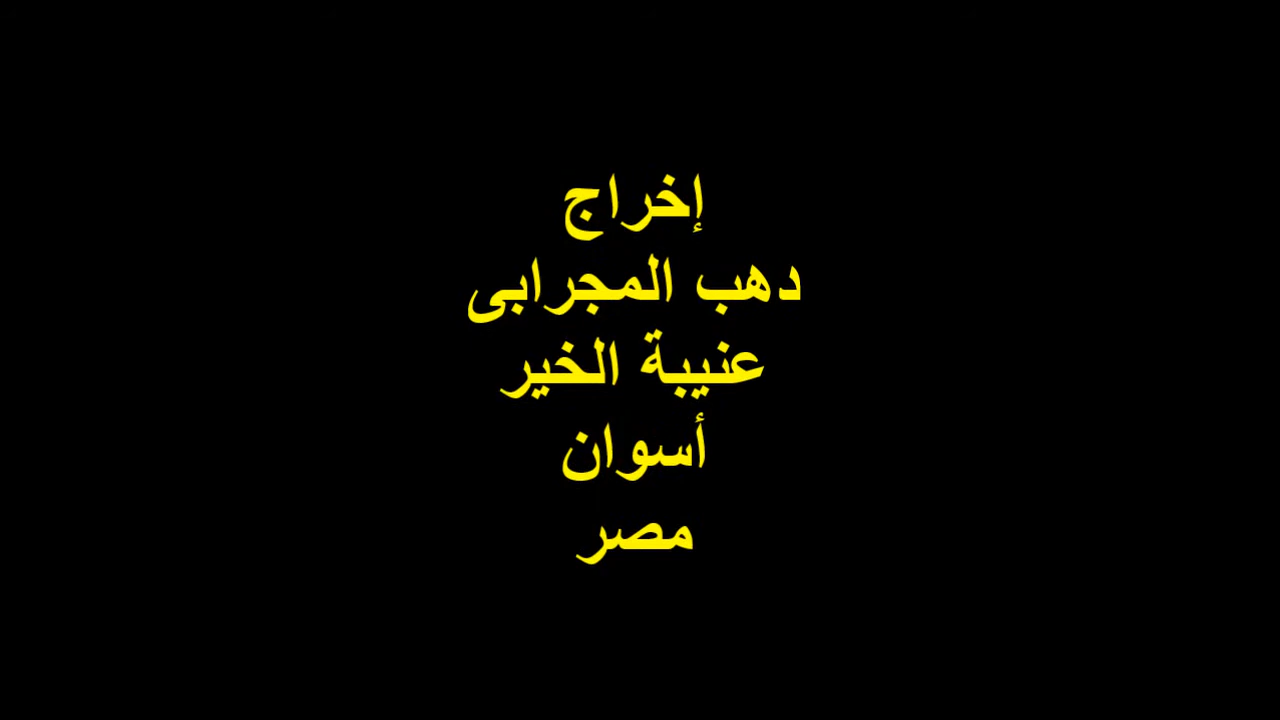 إخراج
دهب المجرابى
عنيبة الخير
أسوان
مصر